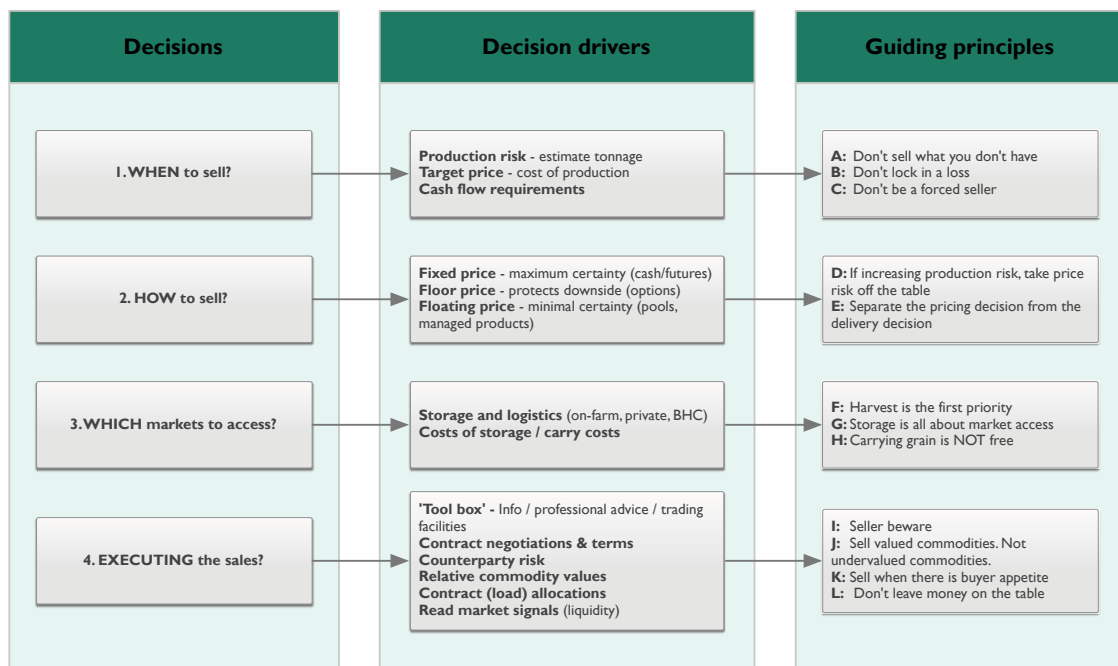 Decisions
Decision drivers
Guiding principles
1. WHEN to sell?
Production risk - estimate tonnage
Target price - cost of production
Cash flow requirements
A: Don't sell what you don't have
B: Don't lock in a loss
C: Don't be a forced seller
2. HOW to sell?
Fixed price - maximum certainty (cash/futures)
Floor price - protects downside (options)
Floating price - minimal certainty (pools,
managed products)
D: If increasing production risk, take price
risk off the table
E: Separate the pricing decision from the
delivery decision
3. WHICH markets to access?
Storage and logistics (on-farm, private, BHC)
Costs of storage / carry costs
F: Harvest is the first priority
G: Storage is all about market access
H: Carrying grain is NOT free
4. EXECUTING the sales?
'Tool box' - Info / professional advice / trading
facilities
Contract negotiations & terms
Counterparty risk
Relative commodity values
Contract (load) allocations
Read market signals (liquidity)
I: Seller beware
J: Sell valued commodities. Not
undervalued commodities.
K: Sell when there is buyer appetite
L: Don't leave money on the table